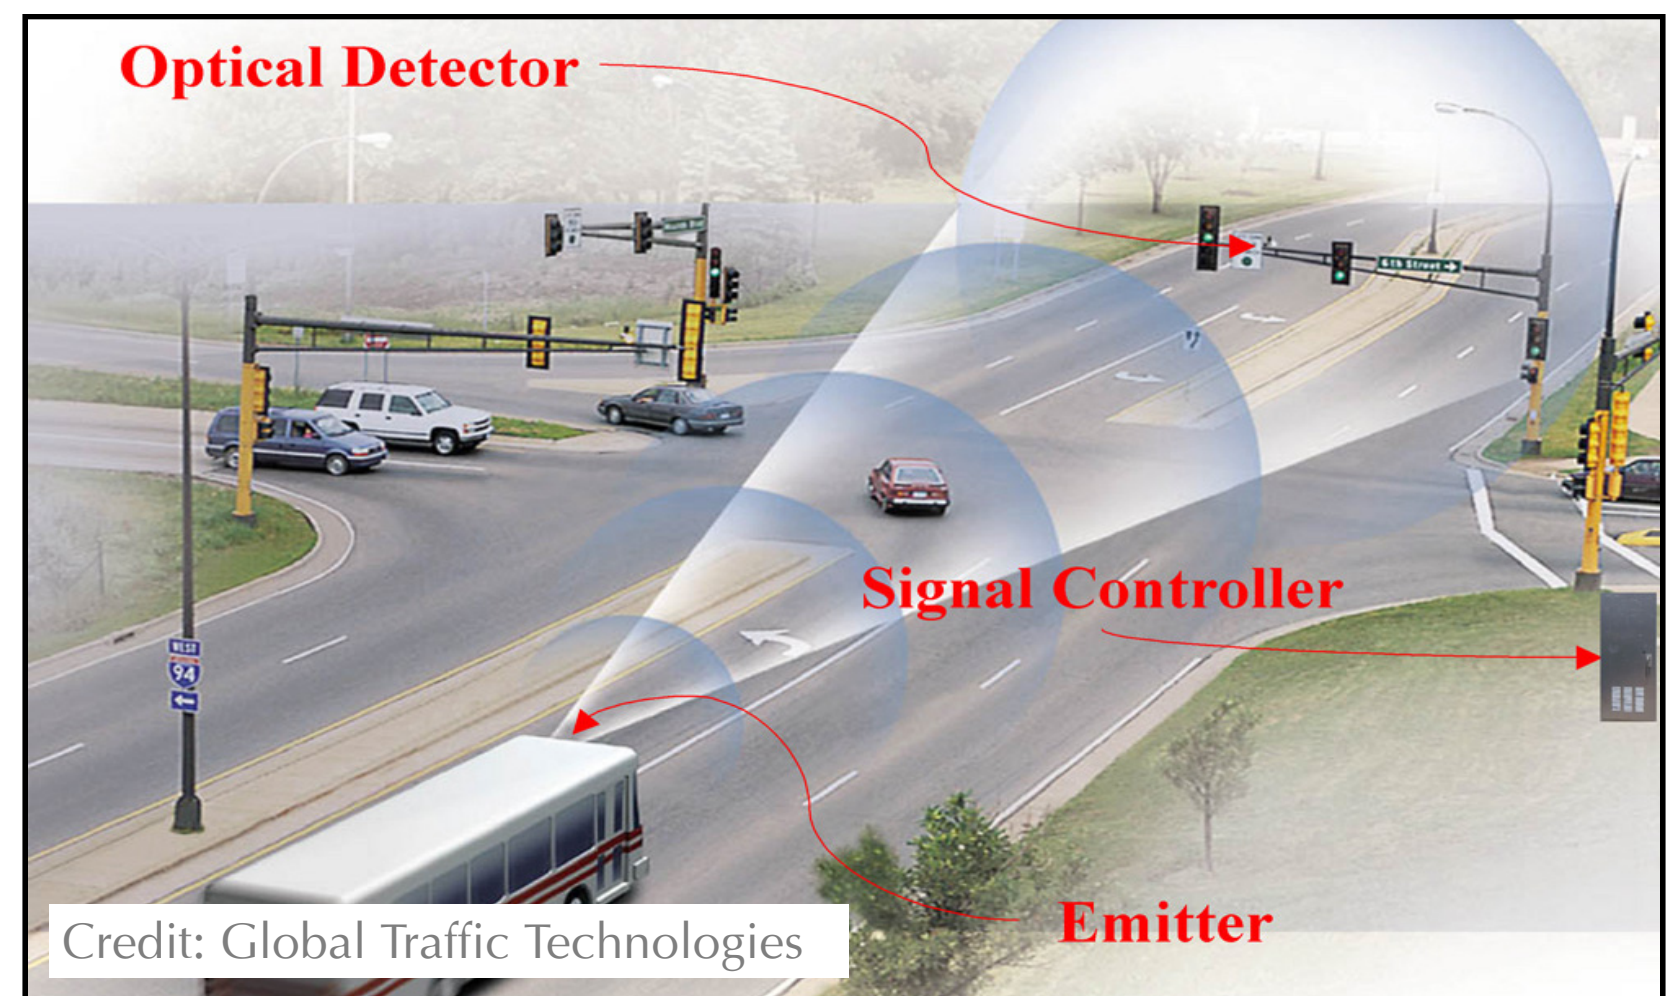 Optical Detector
6th Street
Signal Controller
WEST
94
Emitter
Credit: Global Traffic Technologies